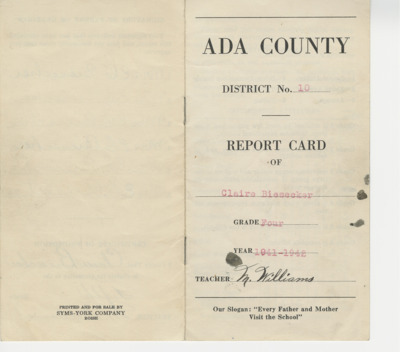 PRINTED AND FOR SALE BY
SYMS-YORK COMPANY
BOISE
ADA COUNTY
DISTRICT No. 10
REPORT CARD
OF
Claire Biesecker
GRADE Four
YEAR 1941-1942
TEACHER M. Williams
Our Slogan: "Every Father and Mother
Visit the School"